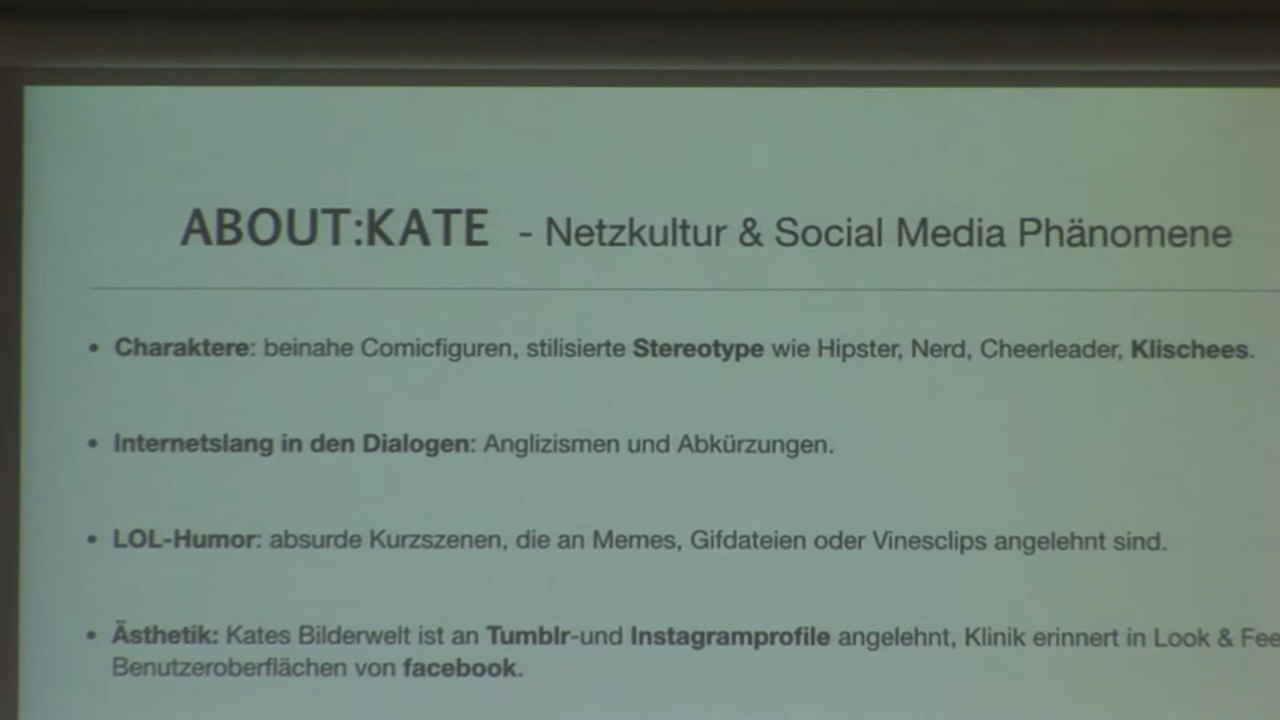 ABOUT:KATE - Netzkultur & Social Media Phänomene
• Charaktere: beinahe Comicfiguren, stilisierte Stereotype wie Hipster, Nerd, Cheerleader, Klischees.
• Internetslang in den Dialogen: Anglizismen und Abkürzungen.
• LOL-Humor: absurde Kurzszenen, die an Memes, Gifdateien oder Vinesclips angelehnt sind.
• Ästhetik: Kates Bilderwelt ist an Tumblr-und Instagramprofile angelehnt, Klinik erinnert in Look &
Benutzeroberflächen von facebook.